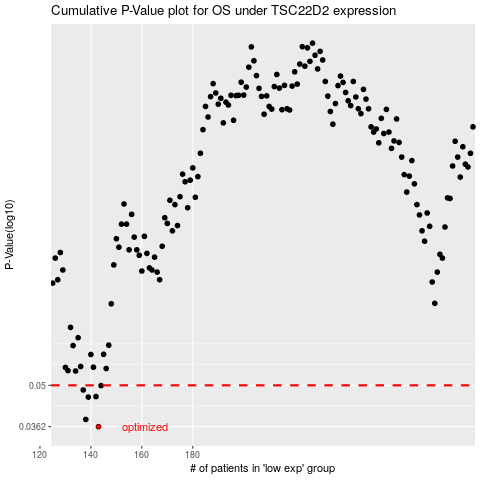 Cumulative P-Value plot for OS under TSC22D2 expression
P-Value(log10)
0.05
0.0362
optimized
120 140 160 180
# of patients in 'low exp' group